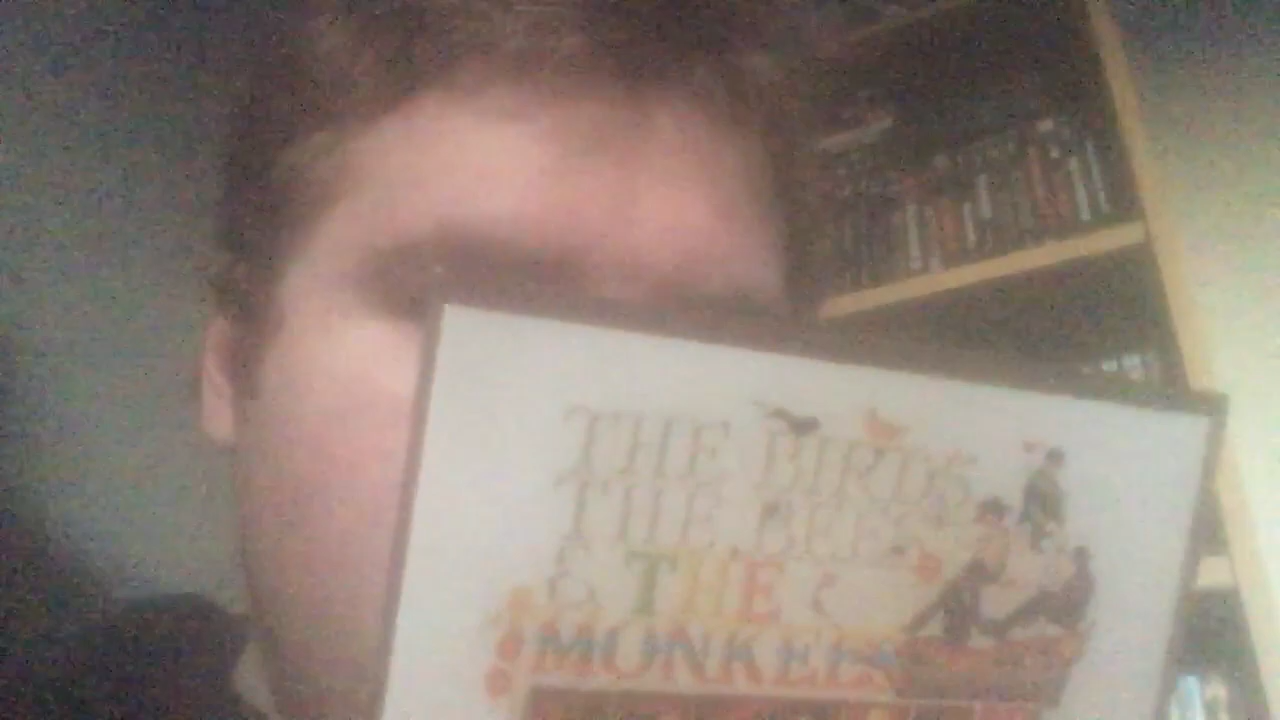 THE BIRDS
THE BEES
& THE
MONKEES